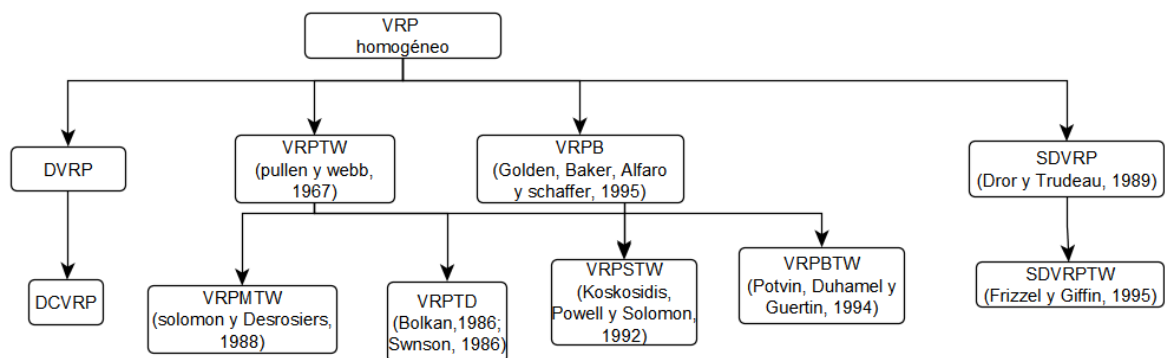 VRP
homogéneo
DVRP
VRPTW
(pullen y webb,
1967)
VRPB
(Golden, Baker, Alfaro
y schaffer, 1995)
SDVRP
(Dror y Trudeau, 1989)
DCVRP
VRPMTW
(solomon y Desrosiers,
1988)
VRPTD
(Bolkan,1986;
Swnson, 1986)
VRPSTW
(Koskosidis,
Powell y Solomon,
1992)
VRPBTW
(Potvin, Duhamel y
Guertin, 1994)
SDVRPTW
(Frizzel y Giffin, 1995)